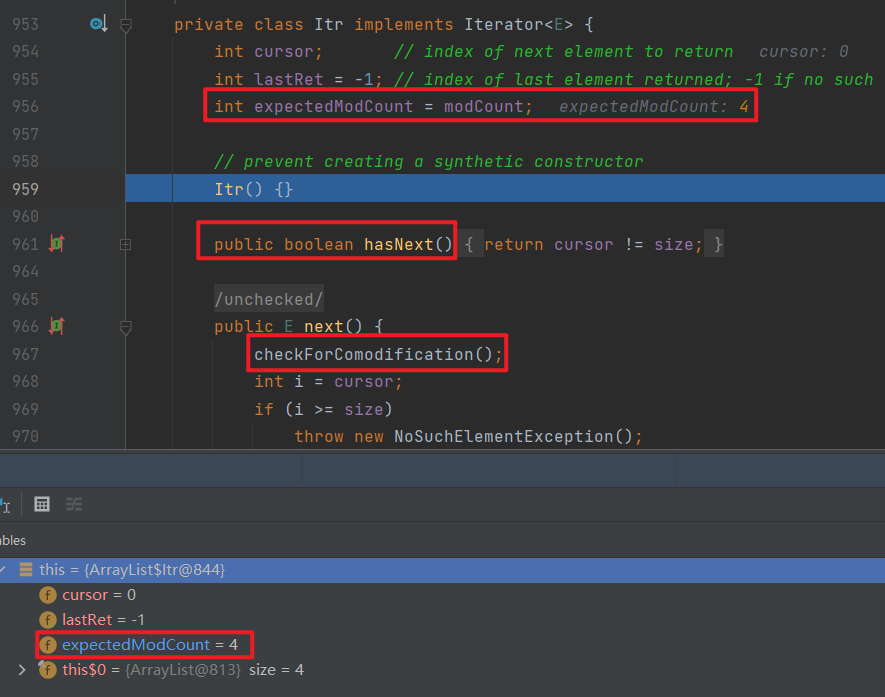 953 private class Itr implements Iterator<E> {
954 int cursor; // index of next element to return cursor: 0
955 int lastRet = -1; // index of last element returned; -1 if no such
956 int expectedModCount = modCount; expectedModCount: 4
957
958 // prevent creating a synthetic constructor
959 Itr() {}
960
961 public boolean hasNext() { return cursor != size; }
964
965 /unchecked/
966 public E next() {
967 checkForComodification();
968 int i = cursor;
969 if (i >= size)
970 throw new NoSuchElementException();
bles
this = {ArrayList$Itr@844}
f cursor = 0
f lastRet = -1
f expectedModCount = 4
f this$0 = {ArrayList@813} size = 4